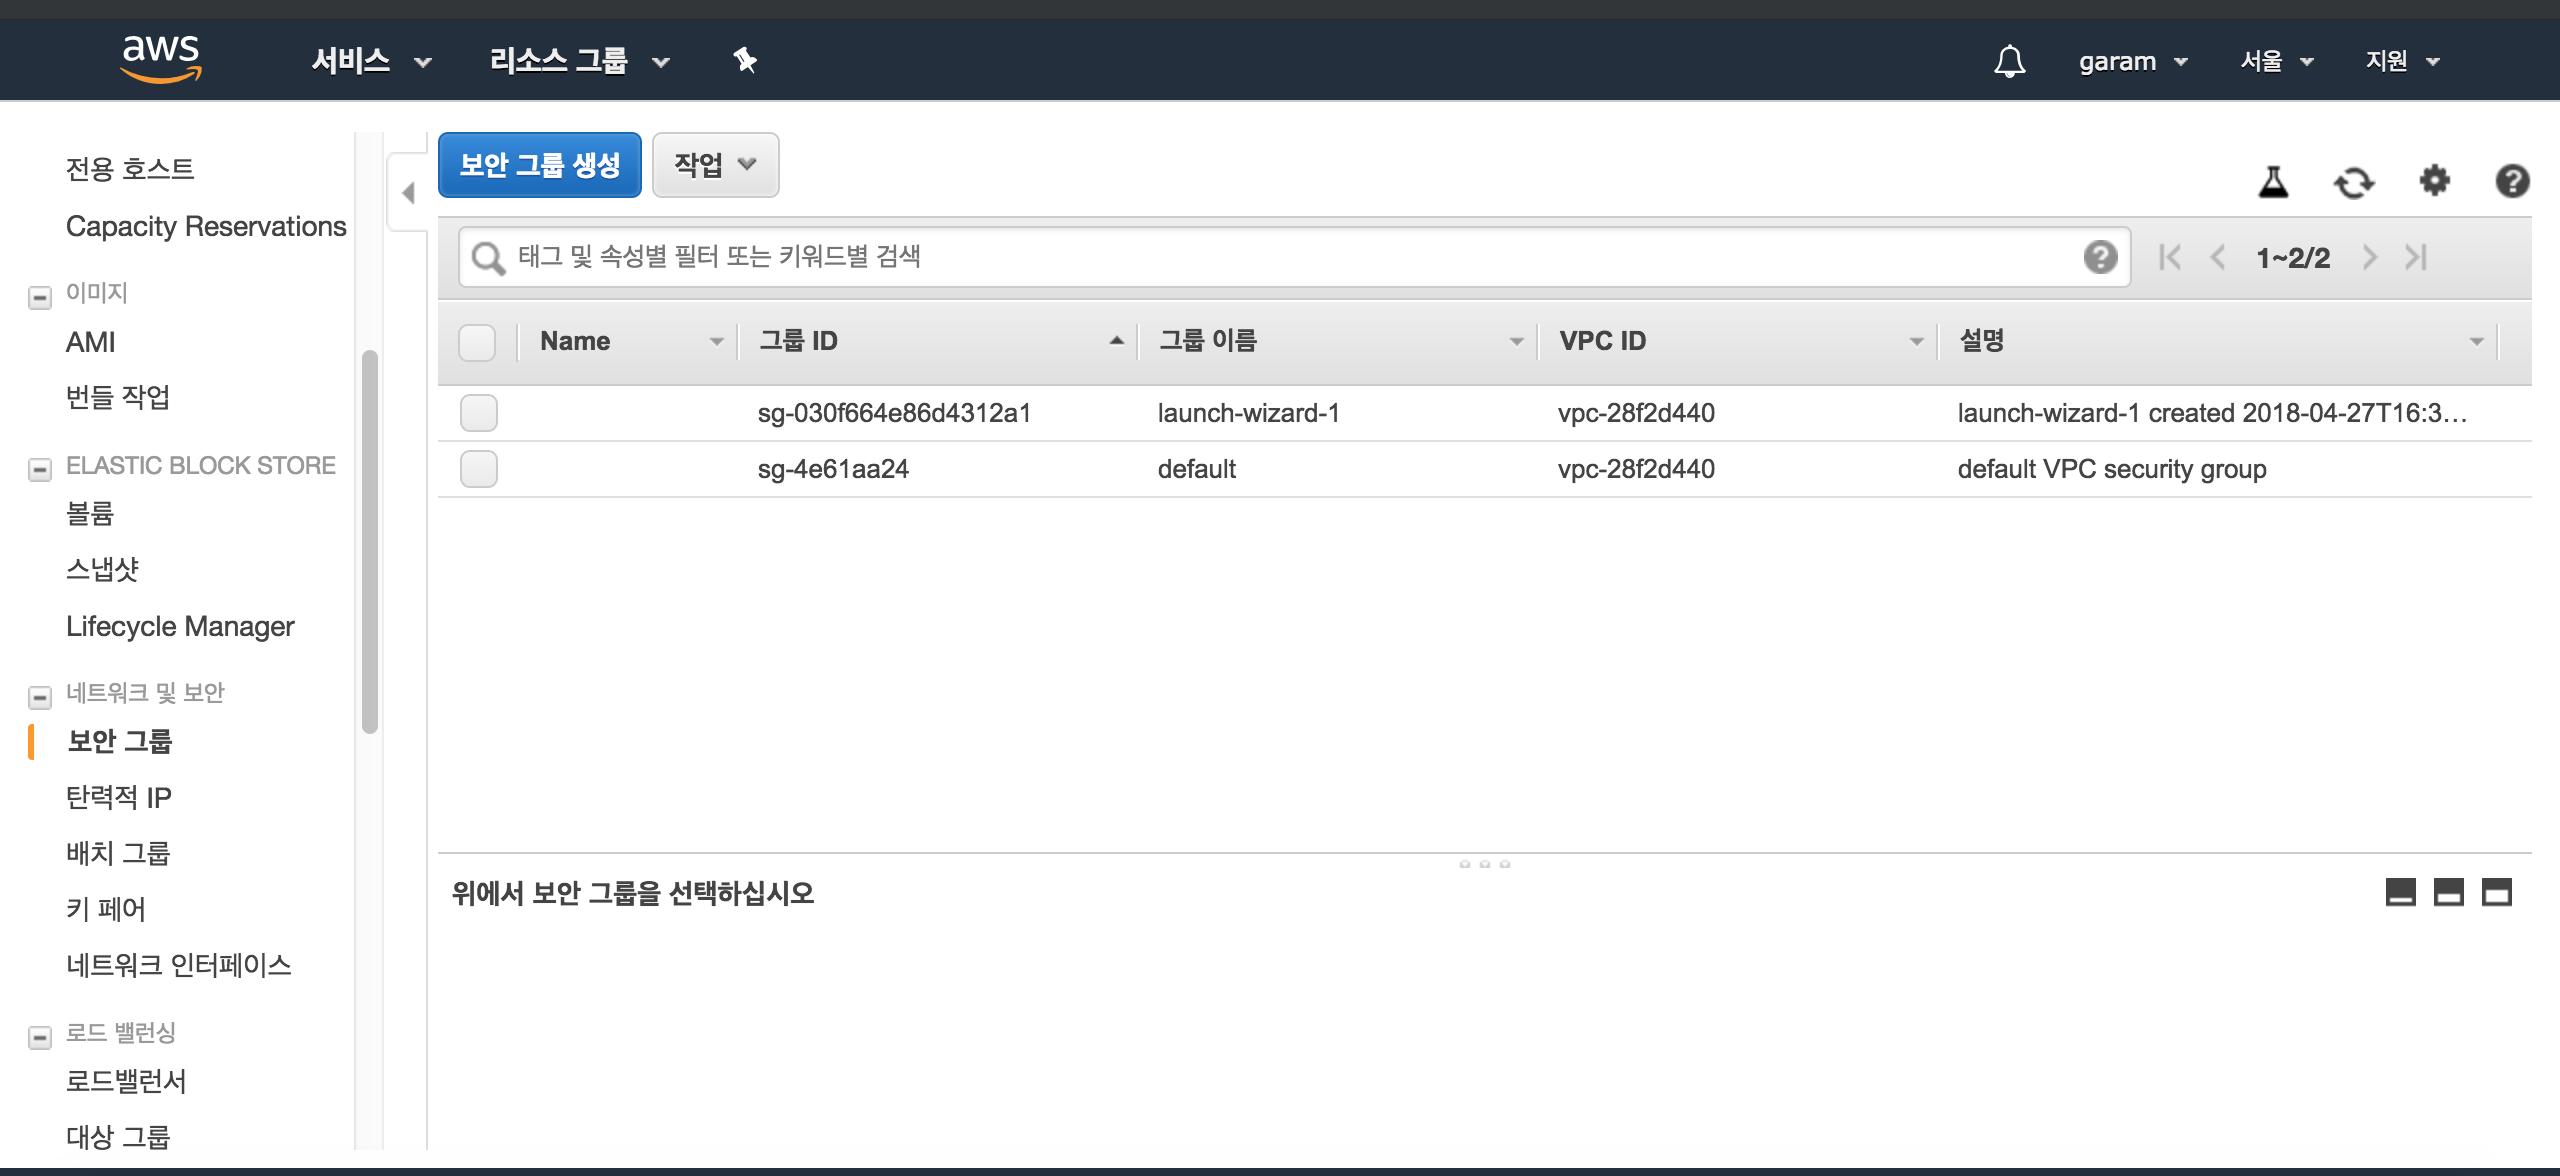 aws 서비스 리소스 그룹 garam 서울 지원
전용 호스트
Capacity Reservations
이미지
AMI
번들 작업
ELASTIC BLOCK STORE
볼륨
스냅샷
Lifecycle Manager
네트워크 및 보안
보안 그룹
탄력적 IP
배치 그룹
키 페어
네트워크 인터페이스
로드 밸런싱
로드밸런서
대상 그룹
보안 그룹 생성 작업
태그 및 속성별 필터 또는 키워드별 검색 1~2/2
Name 그룹 ID 그룹 이름 VPC ID 설명
sg-030f664e86d4312a1 launch-wizard-1 vpc-28f2d440 launch-wizard-1 created 2018-04-27T16:3...
sg-4e61aa24 default vpc-28f2d440 default VPC security group
위에서 보안 그룹을 선택하십시오